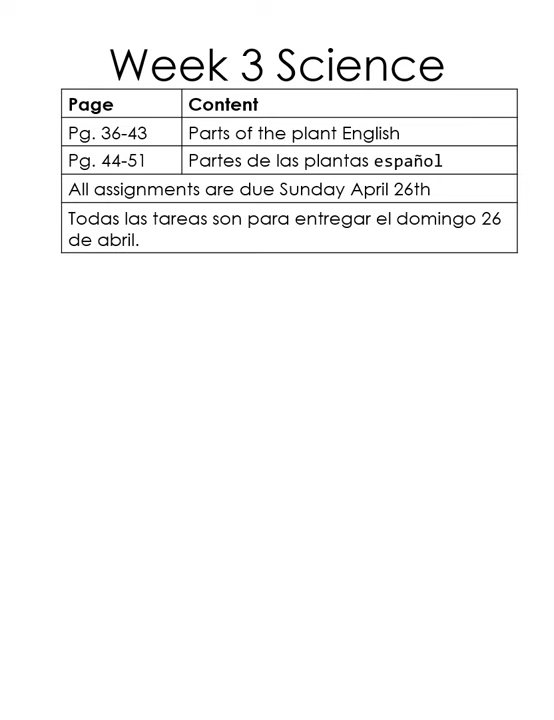 Week 3 Science
Page Content
Pg. 36-43 Parts of the plant English
Pg. 44-51 Partes de las plantas español
All assignments are due Sunday April 26th
Todas las tareas son para entregar el domingo 26
de abril.